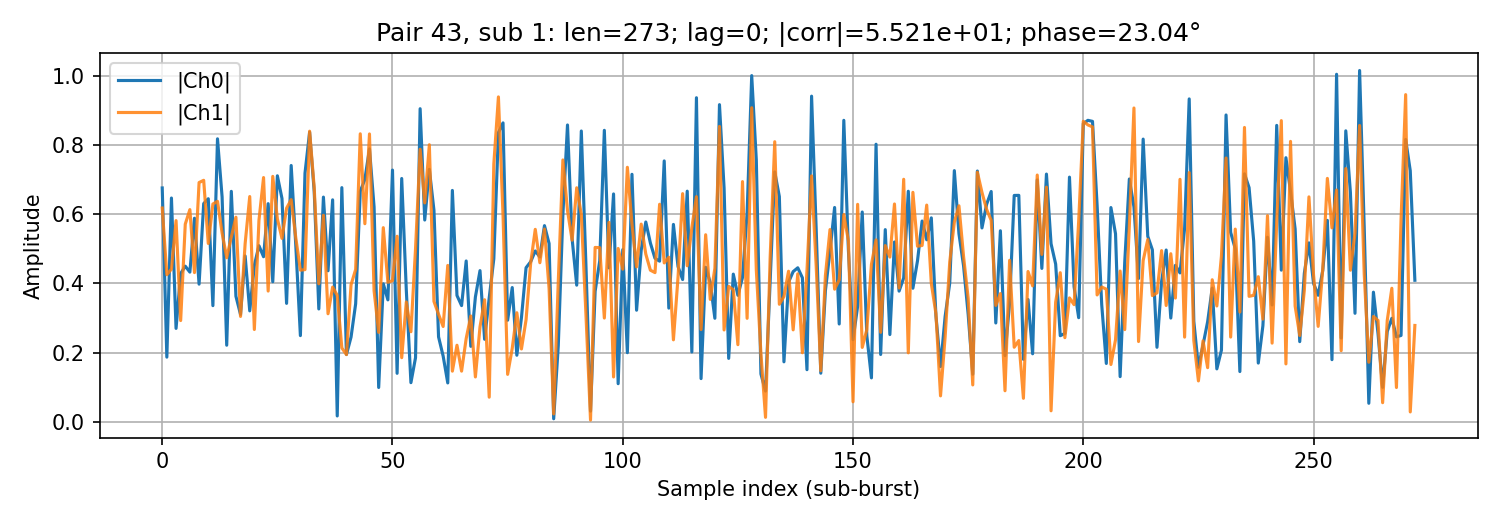 Pair 43, sub 1: len=273; lag=0; |corr|=5.521e+01; phase=23.04°
|Ch0|
|Ch1|
Amplitude
1.0
0.8
0.6
0.4
0.2
0.0
0 50 100 150 200 250
Sample index (sub-burst)